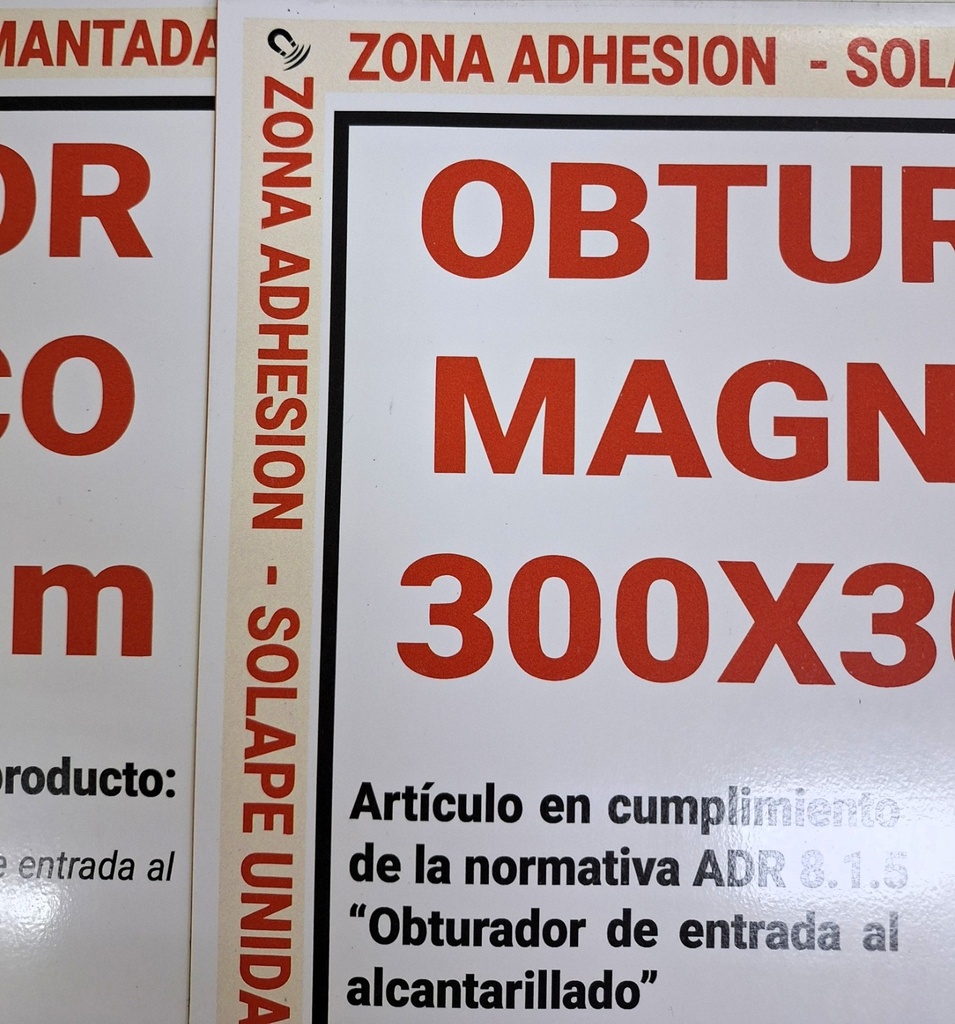 MANTADA
OR
CO
m
producto:
e entrada al
ZONA ADHESION - SOLA
ZONA ADHESION - SOLAPE UNIDA
OBTUR
MAGN
300X30
Artículo en cumplimiento
de la normativa ADR 8.1.5
“Obturador de entrada al
alcantarillado”